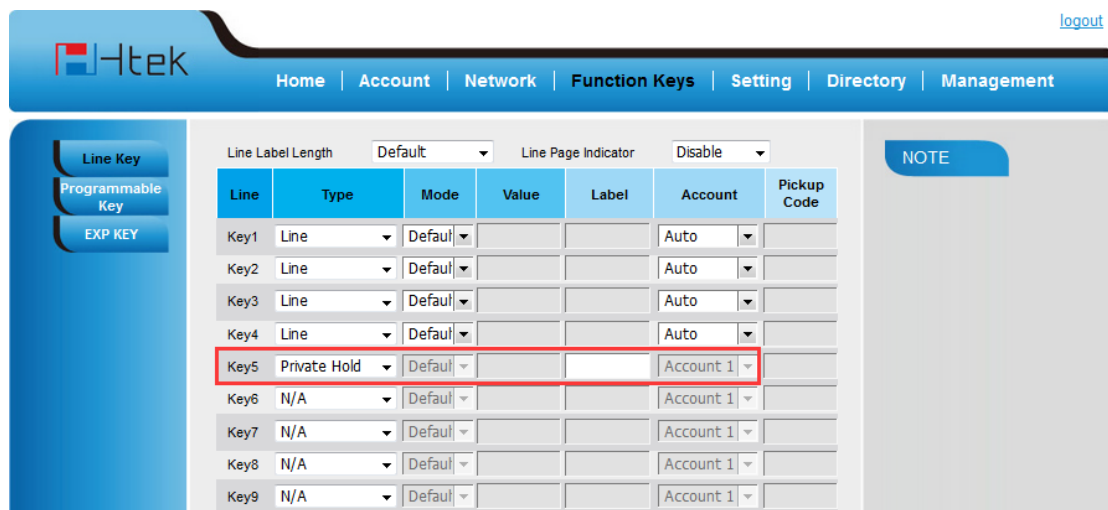 logout
Htek
Home Account Network Function Keys Setting Directory Management
Line Key
Programmable
Key
EXP KEY
Line Label Length Default Line Page Indicator Disable
NOTE
Line Type Mode Value Label Account Pickup Code
Key1 Line Defaul Auto
Key2 Line Defaul Auto
Key3 Line Defaul Auto
Key4 Line Defaul Auto
Key5 Private Hold Defaul Account 1
Key6 N/A Defaul Account 1
Key7 N/A Defaul Account 1
Key8 N/A Defaul Account 1
Key9 N/A Defaul Account 1